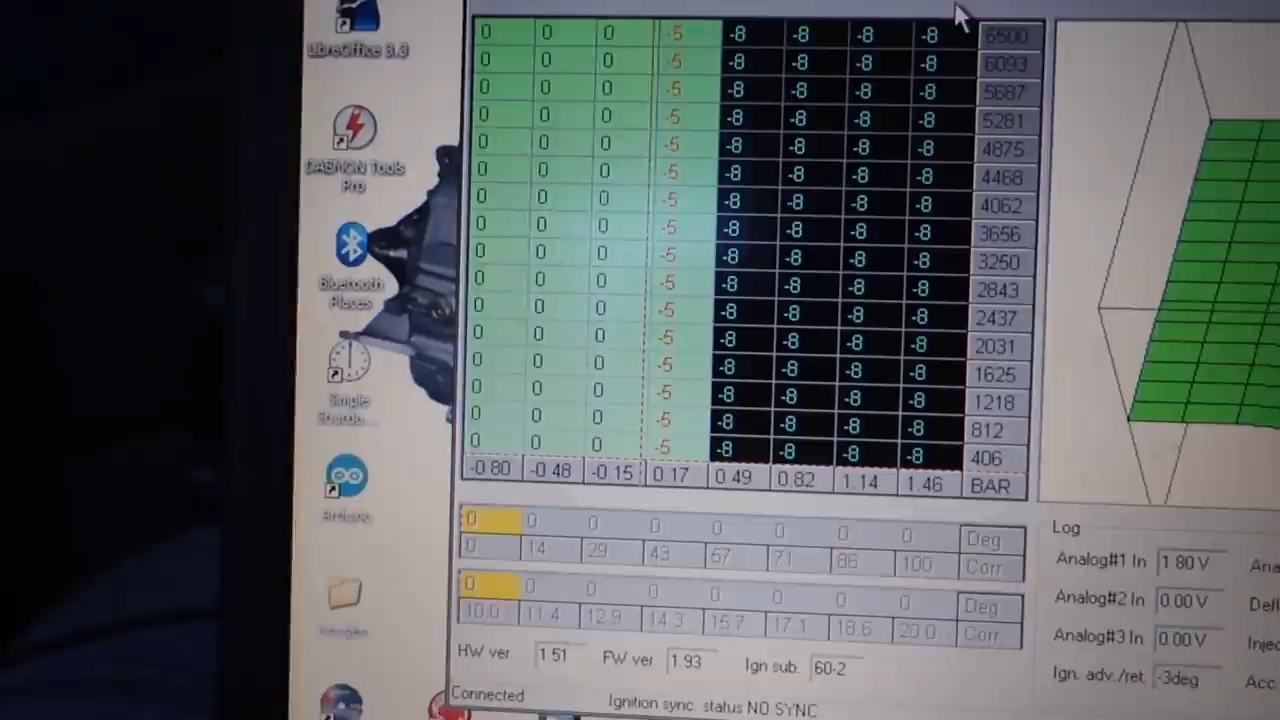 LibreOffice 3.3
DAEMON Tools
Pro
Bluetooth
Places
Simple
Arduino
0 0 0 -5 -8 -8 -8 -8 6500
0 0 0 -5 -8 -8 -8 -8 6093
0 0 0 -5 -8 -8 -8 -8 5687
0 0 0 -5 -8 -8 -8 -8 5281
0 0 0 -5 -8 -8 -8 -8 4875
0 0 0 -5 -8 -8 -8 -8 4468
0 0 0 -5 -8 -8 -8 -8 4062
0 0 0 -5 -8 -8 -8 -8 3656
0 0 0 -5 -8 -8 -8 -8 3250
0 0 0 -5 -8 -8 -8 -8 2843
0 0 0 -5 -8 -8 -8 -8 2437
0 0 0 -5 -8 -8 -8 -8 2031
0 0 0 -5 -8 -8 -8 -8 1625
0 0 0 -5 -8 -8 -8 -8 1218
0 0 0 -5 -8 -8 -8 -8 812
0 0 0 -5 -8 -8 -8 -8 406
-0.80 -0.48 -0.15 0.17 0.49 0.82 1.14 1.46 BAR
0 0 0 0 0 0 0 0 Deg
0 14 29 43 57 71 86 100 Corr
0 0 0 0 0 0 0 0 Deg
10.0 11.4 12.9 14.3 15.7 17.1 18.6 20.0 Corr
HW ver 1.51 FW ver 1.93 Ign sub. 60-2
Connected Ignition sync. status NO SYNC
Log
Analog#1 In 1.80 V Ana
Analog#2 In 0.00 V
Analog#3 In 0.00 V Injec
Ign. adv./ret. -3deg Acc.